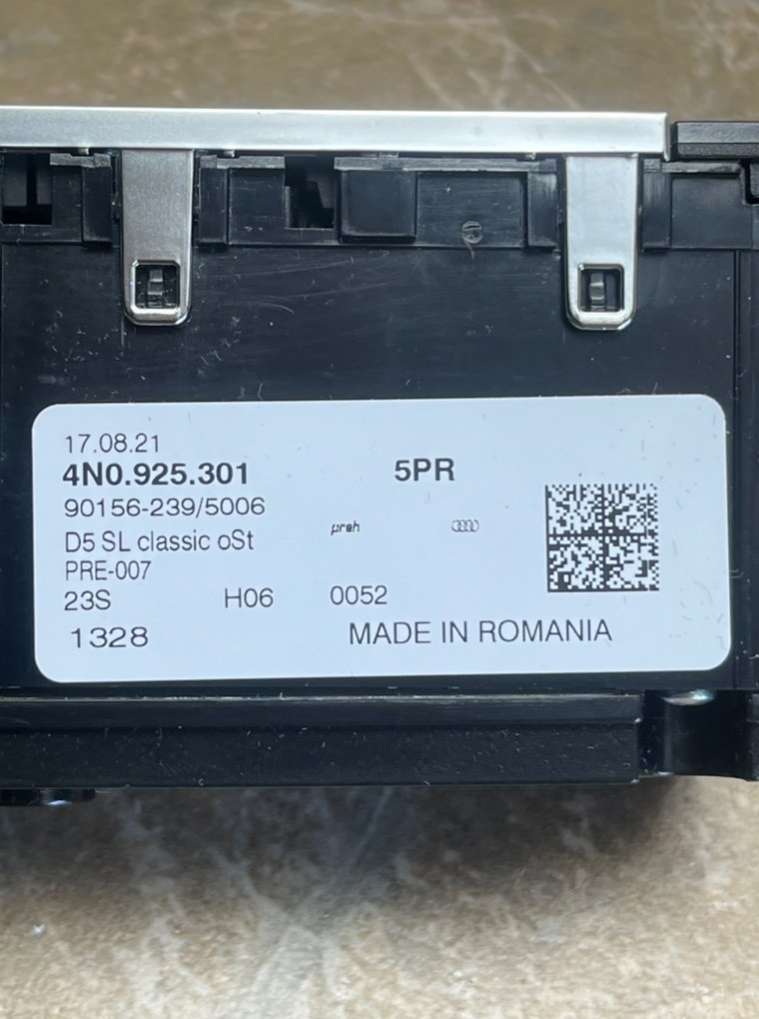 17.08.21
4N0.925.301 5PR
90156-239/5006
D5 SL classic oSt preh
PRE-007
23S H06 0052
1328 MADE IN ROMANIA